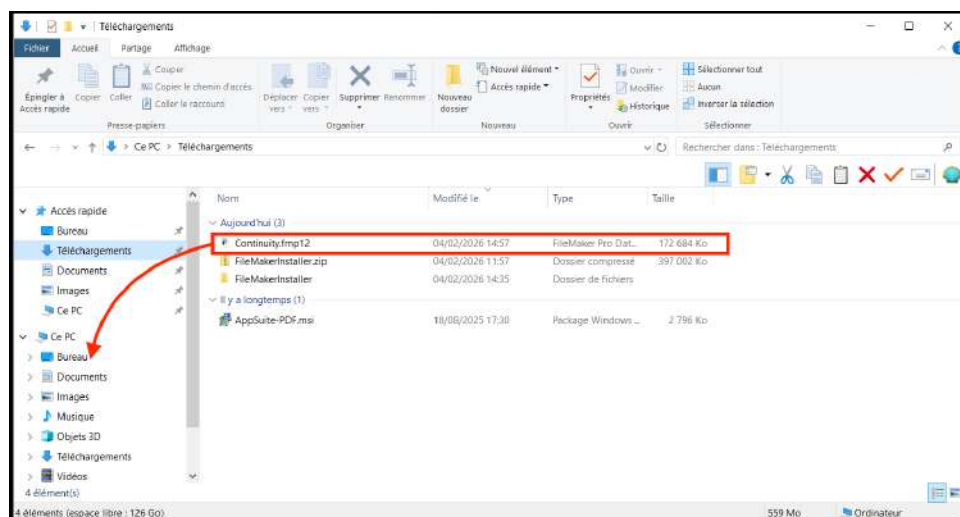 Téléchargements
Fichier Accueil Partage Affichage
Épingler à Accès rapide
Copier
Coller
Couper
Copier le chemin d'accès
Coller le raccourci
Déplacer vers
Copier vers
Supprimer
Renommer
Nouveau dossier
Nouvel élément
Accès rapide
Propriétés
Ouvrir
Modifier
Historique
Sélectionner tout
Aucun
Inverser la sélection
Presse-papiers Organiser Nouveau Ouvrir Sélectionner
Ce PC > Téléchargements
Rechercher dans : Téléchargements
Nom Modifié le Type Taille
Accès rapide
Bureau
Téléchargements
Documents
Images
Ce PC
Ce PC
Bureau
Documents
Images
Musique
Objets 3D
Téléchargements
Vidéos
Aujourd'hui (3)
Continuity.fmp12 04/02/2026 14:57 FileMaker Pro Dat... 172 684 Ko
FileMakerInstaller.zip 04/02/2026 11:57 Dossier compressé 397 002 Ko
FileMakerInstaller 04/02/2026 14:35 Dossier de fichiers
Il y a longtemps (1)
AppSuite-PDF.msi 18/08/2025 17:30 Package Windows ... 2 796 Ko
4 élément(s)
4 éléments (espace libre : 126 Go) 559 Mo Ordinateur